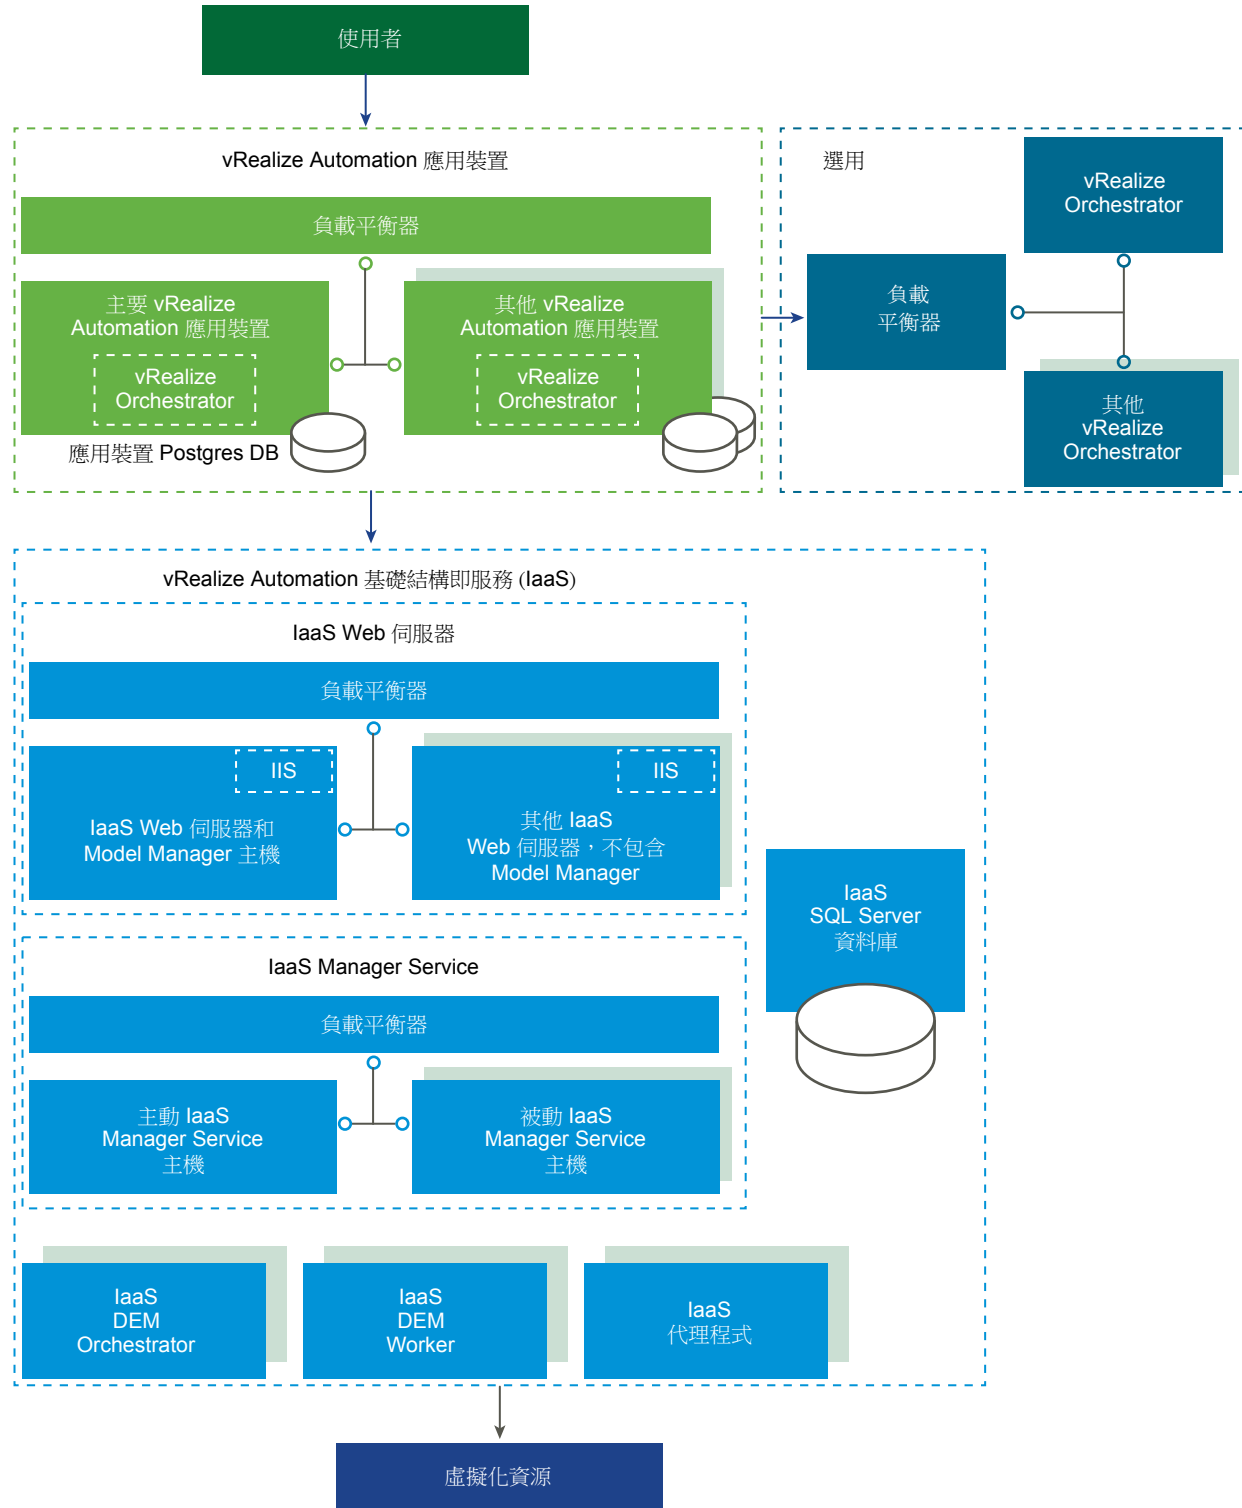 使用者
vRealize Automation 應用裝置
負載平衡器
主要 vRealize
Automation 應用裝置
vRealize
Orchestrator
其他 vRealize
Automation 應用裝置
vRealize
Orchestrator
應用裝置 Postgres DB
選用
負載
平衡器
vRealize
Orchestrator
其他
vRealize
Orchestrator
vRealize Automation 基礎結構即服務 (IaaS)
IaaS Web 伺服器
負載平衡器
IIS
IaaS Web 伺服器和
Model Manager 主機
IIS
其他 IaaS
Web 伺服器，不包含
Model Manager
IaaS
SQL Server
資料庫
IaaS Manager Service
負載平衡器
主動 IaaS
Manager Service
主機
被動 IaaS
Manager Service
主機
IaaS
DEM
Orchestrator
IaaS
DEM
Worker
IaaS
代理程式
虛擬化資源